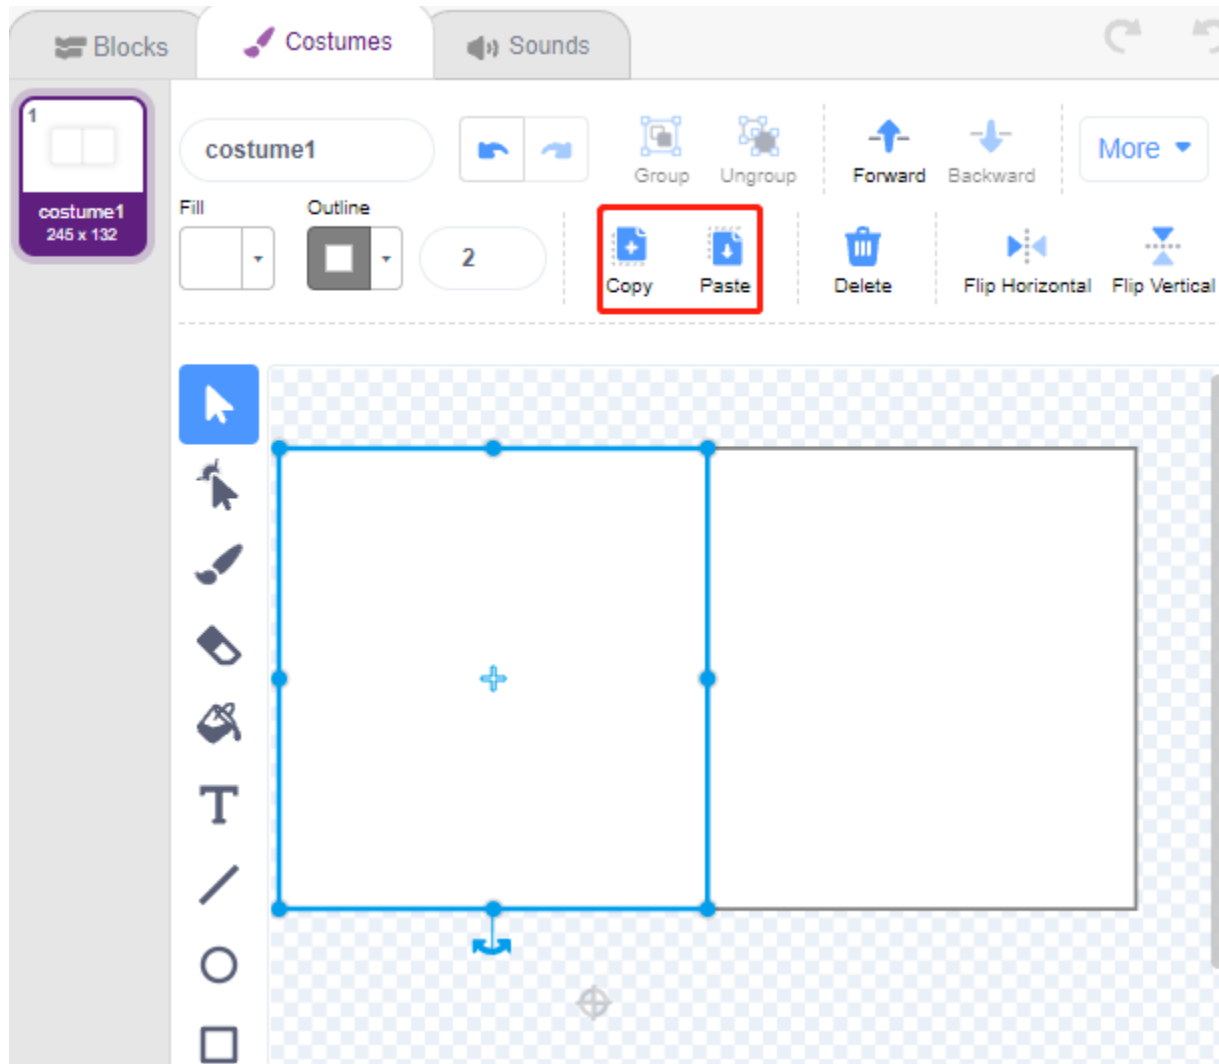 Blocks
Costumes
Sounds
1
costume1
245 x 132
costume1
Group
Ungroup
Forward
Backward
More
Fill
Outline
2
Copy
Paste
Delete
Flip Horizontal
Flip Vertical
T